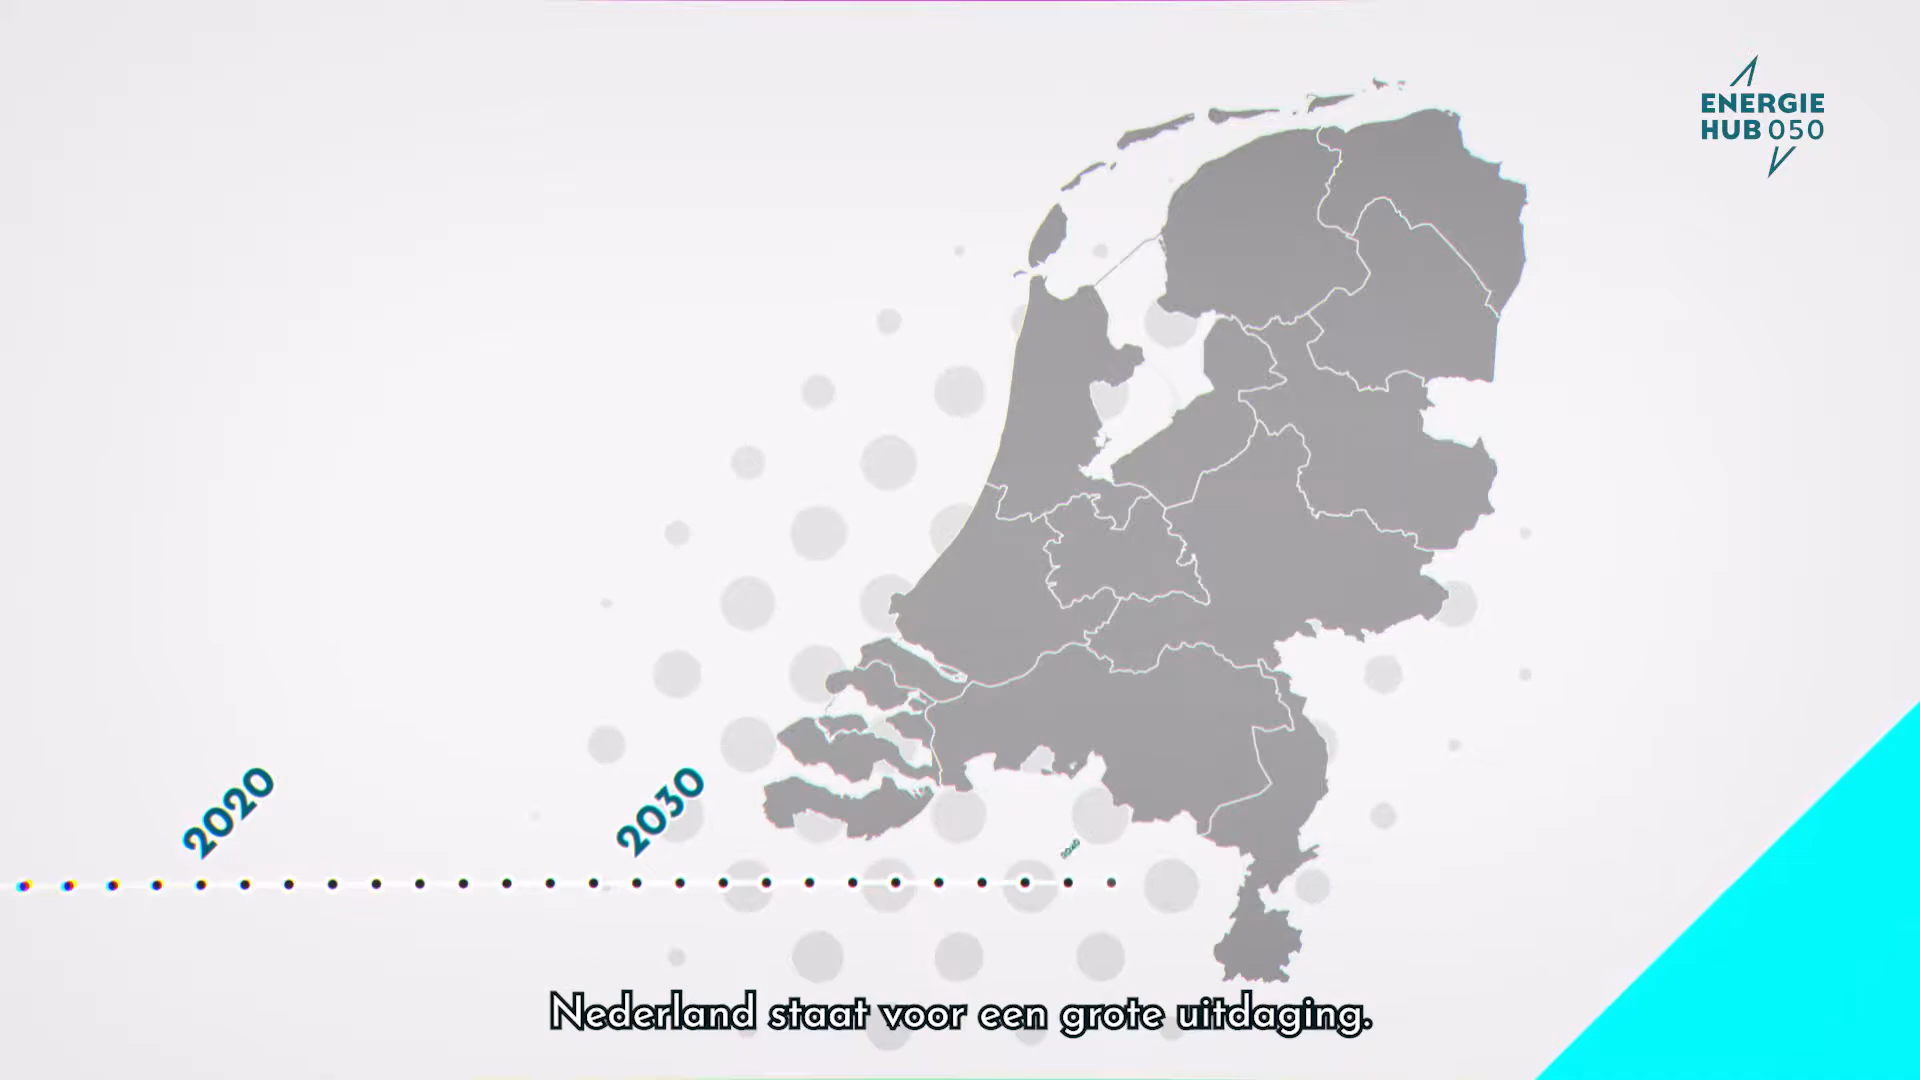 ENERGIE
HUB 050
2020
2030
Nederland staat voor een grote uitdaging.